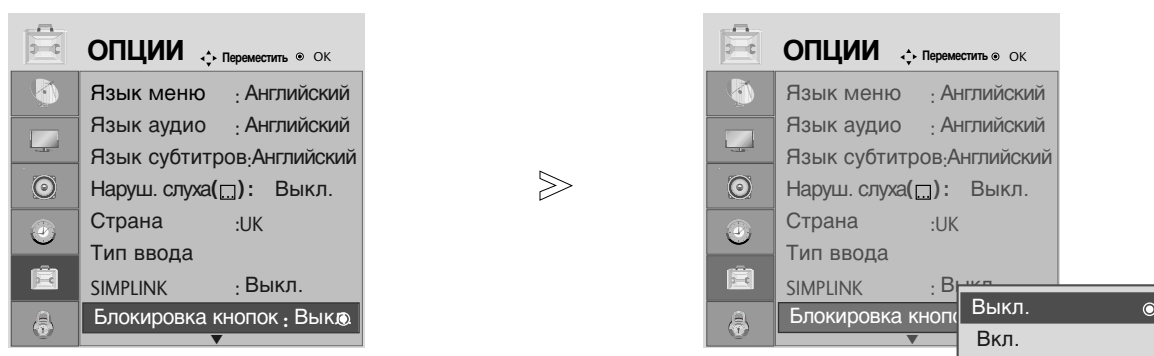 ОПЦИИ Переместить OK
Язык меню : Английский
Язык аудио : Английский
Язык субтитров:Английский
Наруш. слуха( ): Выкл.
Страна :UK
Тип ввода
SIMPLINK : Выкл.
Блокировка кнопок : Выкл.
ОПЦИИ Переместить OK
Язык меню : Английский
Язык аудио : Английский
Язык субтитров:Английский
Наруш. слуха( ): Выкл.
Страна :UK
Тип ввода
SIMPLINK :
Блокировка
Выкл.
Вкл.